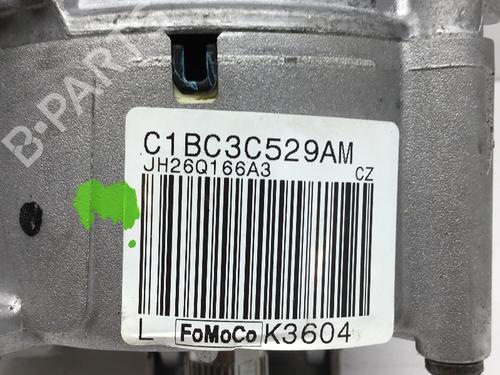 B-PARTS
C1BC3C529AM
JH26Q166A3 CZ
L FoMoCo K3604